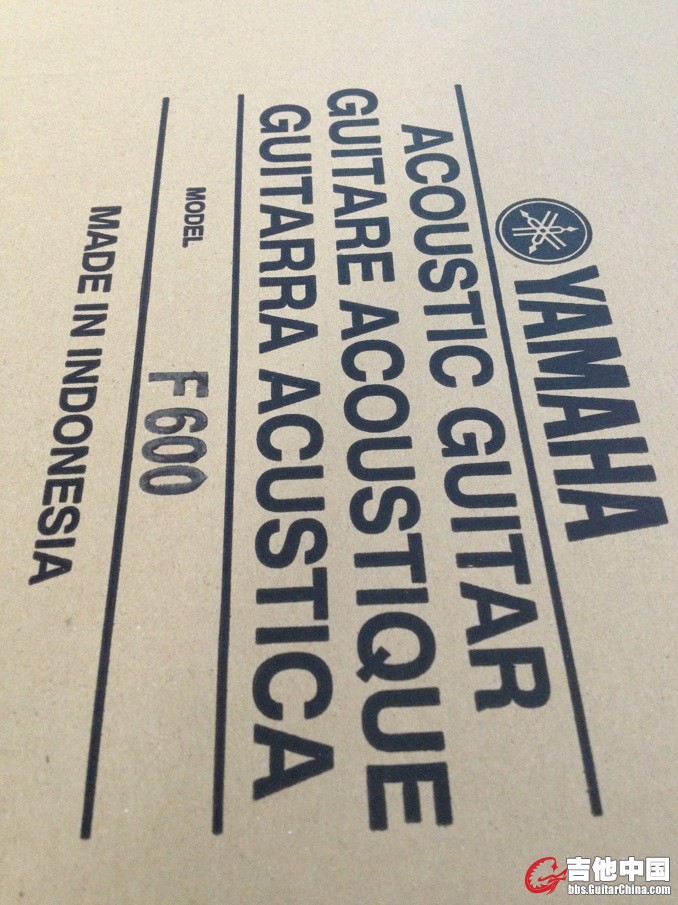 YAMAHA
ACOUSTIC GUITAR
GUITARE ACOUSTIQUE
GUITARRA ACUSTICA
MODEL F600
MADE IN INDONESIA
吉他中国
bbs.GuitarChina.com